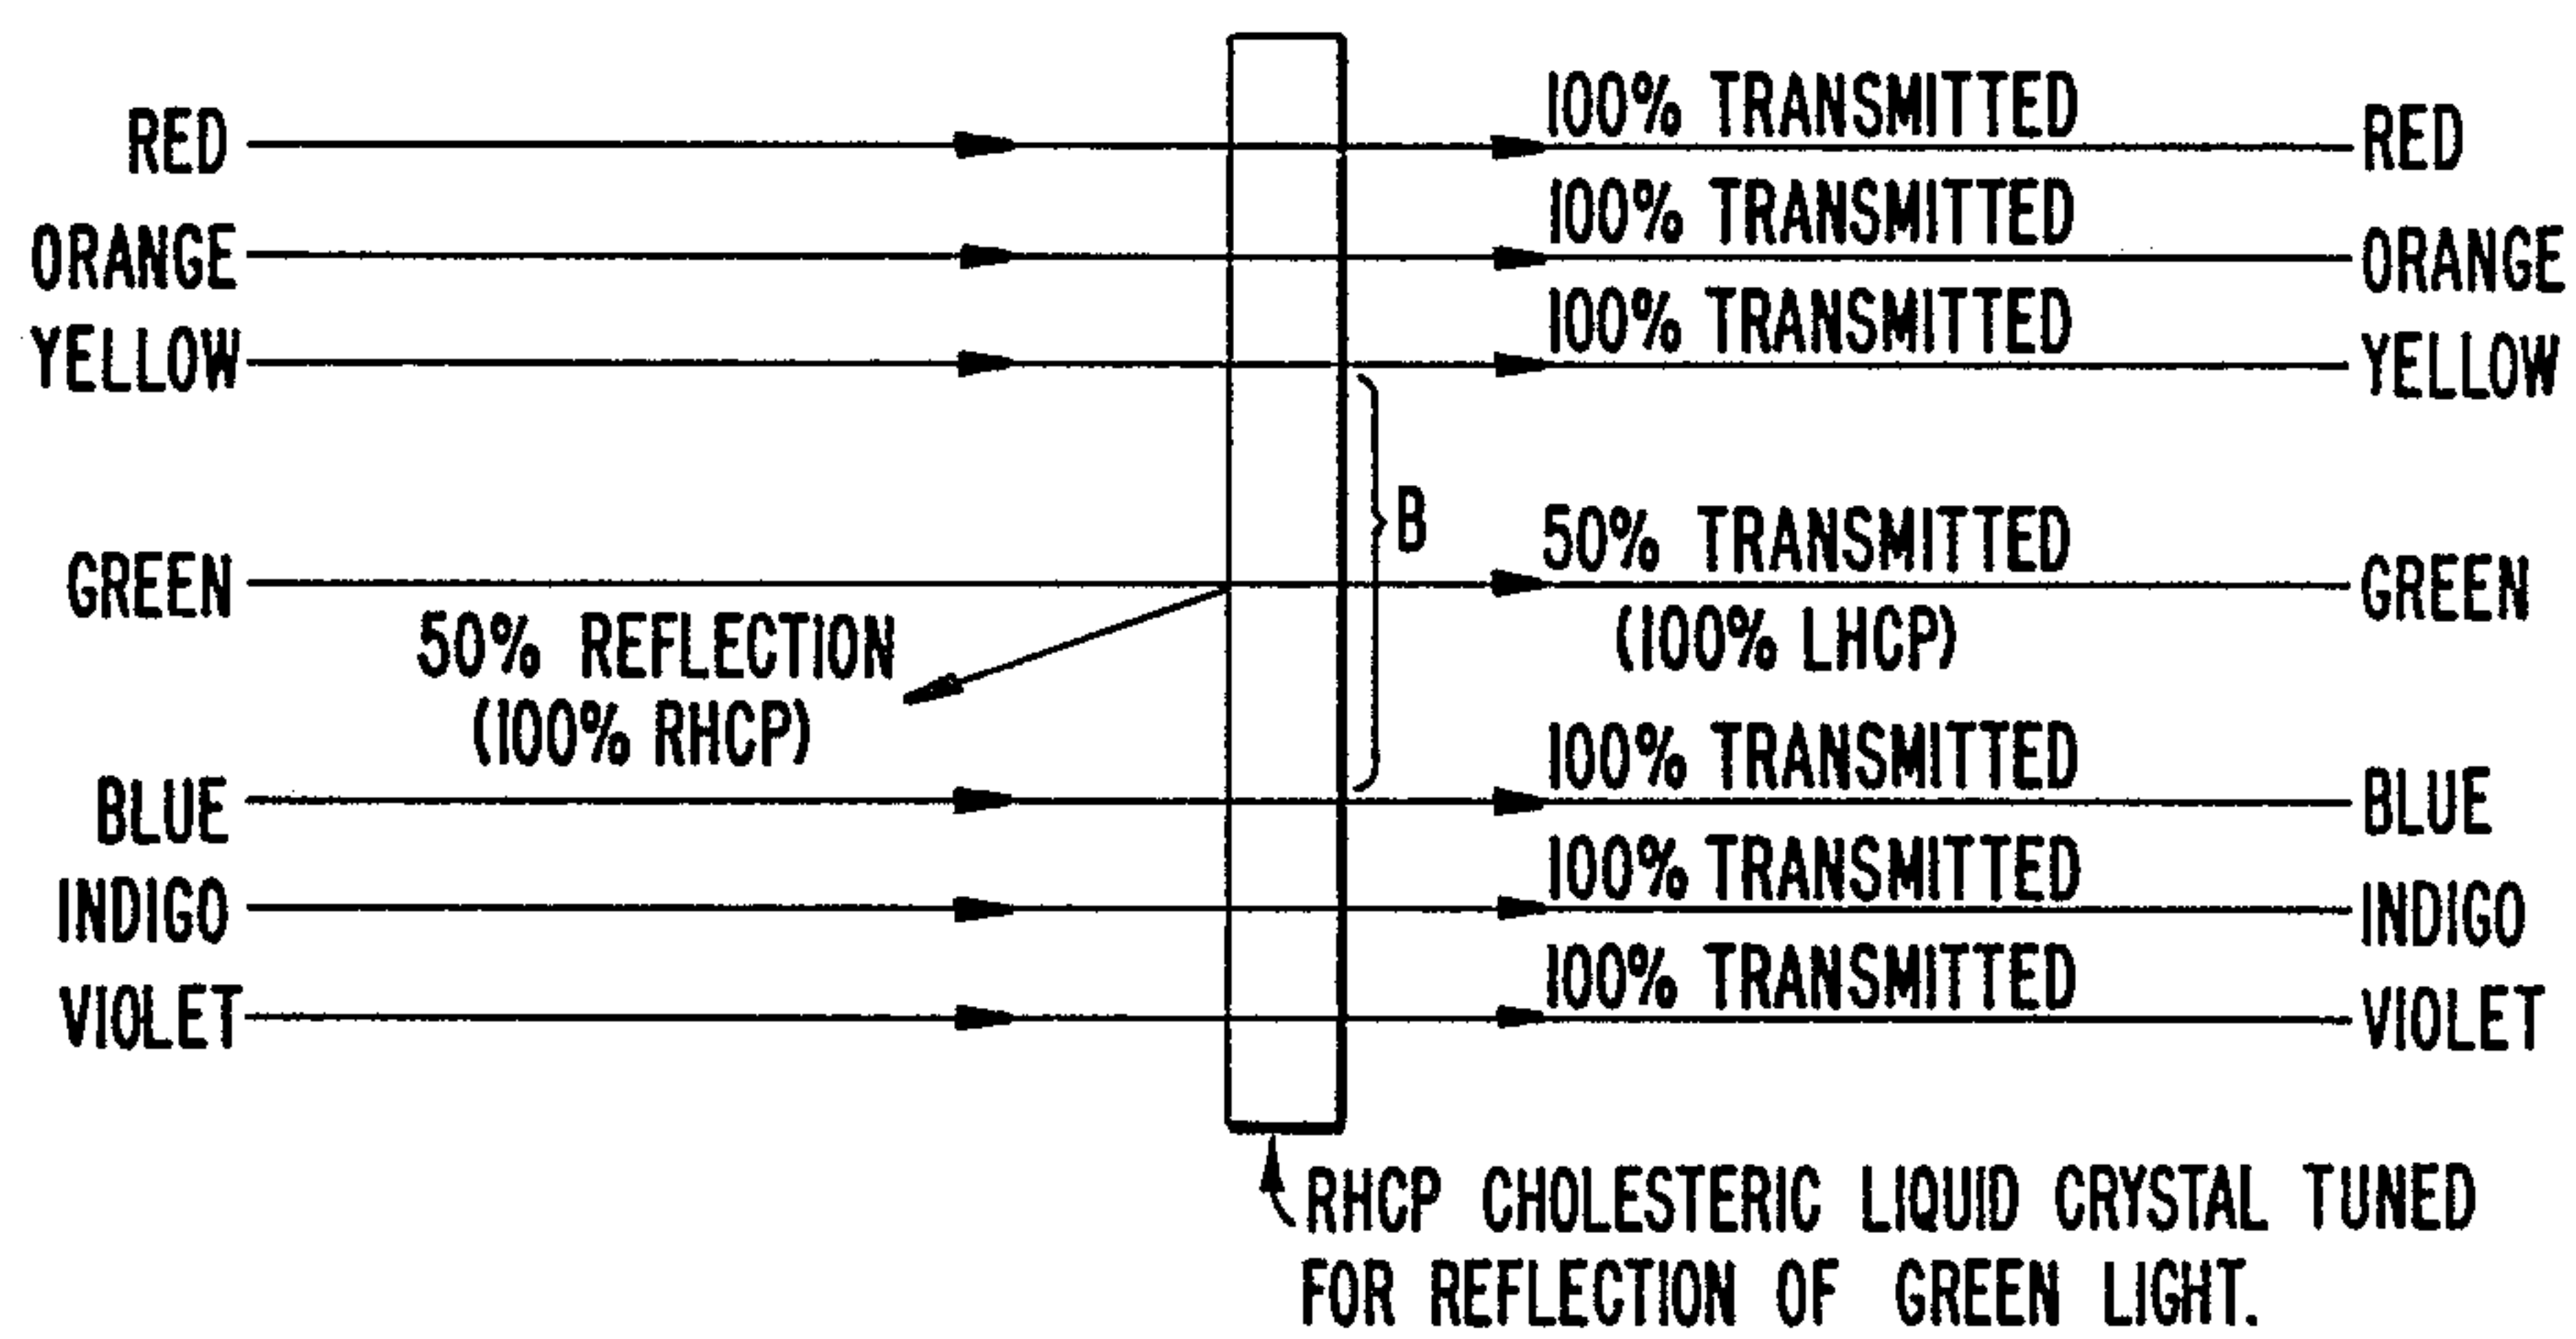 100% TRANSMITTED
RED
RED
100% TRANSMITTED
ORANGE
ORANGE
100% TRANSMITTED
YELLOW
YELLOW
B
50% TRANSMITTED
GREEN
GREEN
50% REFLECTION
(100% LHCP)
(100% RHCP)
100% TRANSMITTED
BLUE
BLUE
100% TRANSMITTED
INDIGO
INDIGO
100% TRANSMITTED
VIOLET
VIOLET
RHCP CHOLESTERIC LIQUID CRYSTAL TUNED
FOR REFLECTION OF GREEN LIGHT.